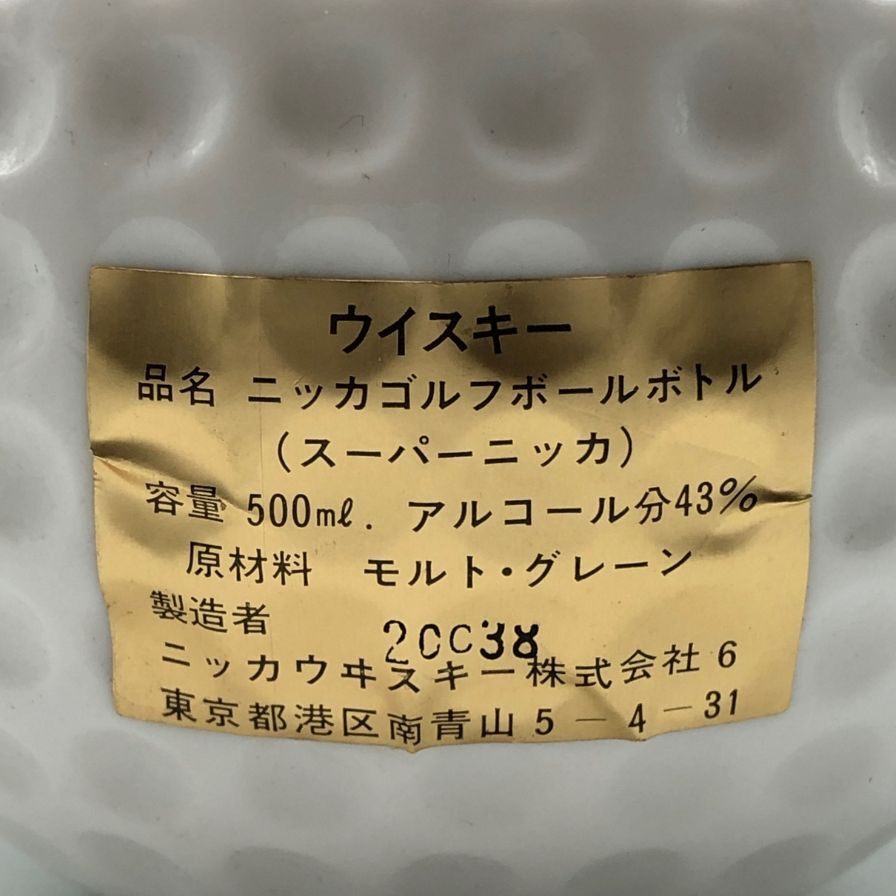 ウイスキー
品名 ニッカゴルフボールボトル
(スーパーニッカ)
容量 500mℓ. アルコール分43%
原材料 モルト・グレーン
製造者
ニッカウヰスキー株式会社 6
東京都港区南青山5-4-31